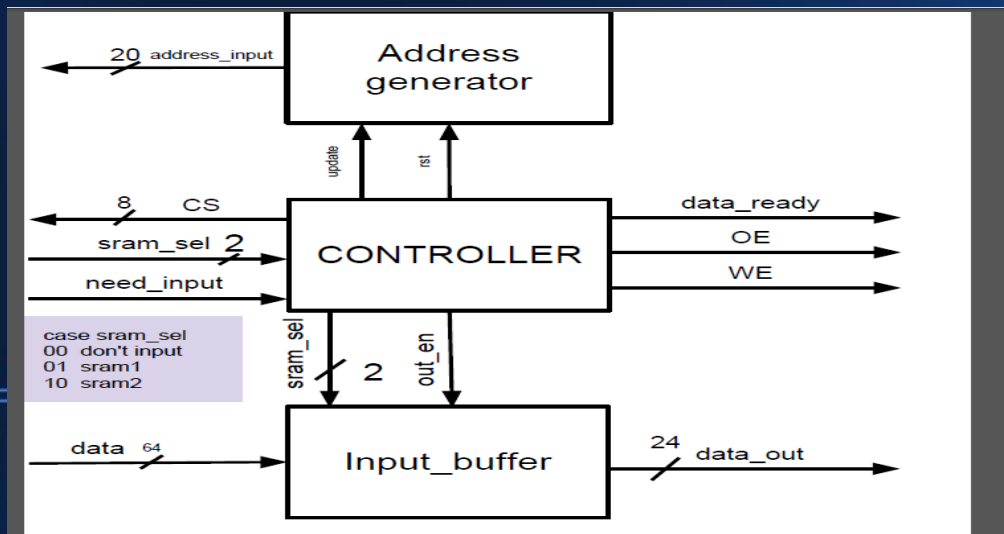 20 address_input
Address
generator
update
rst
8 CS
sram_sel 2
need_input
CONTROLLER
data_ready
OE
WE
case sram_sel
00 don't input
01 sram1
10 sram2
sram_sel
2
out_en
data 64
Input_buffer
24
data_out